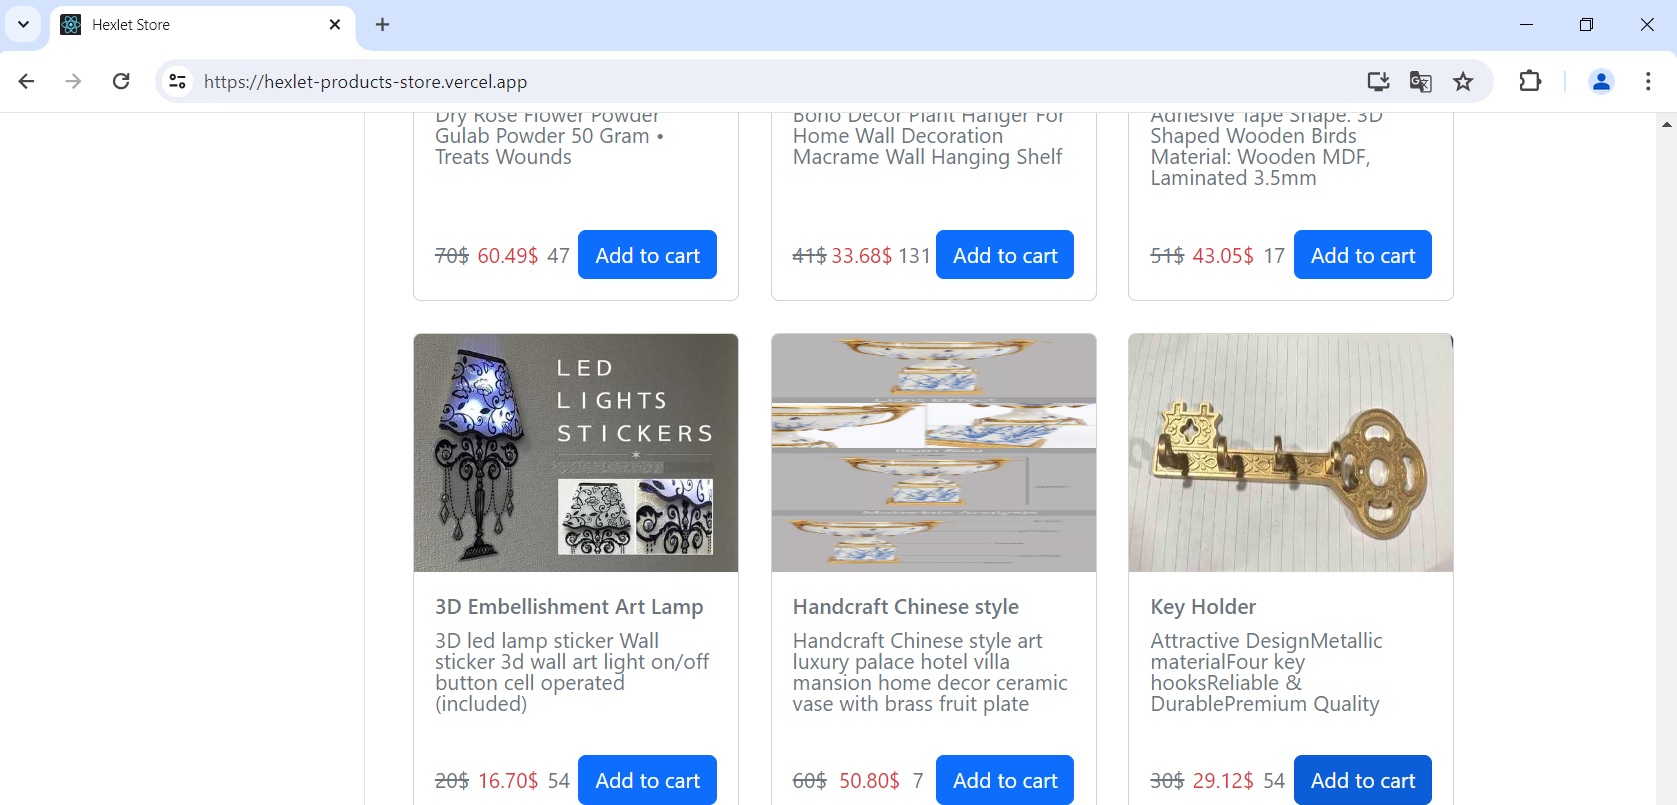 Hexlet Store
https://hexlet-products-store.vercel.app
Dry Rose Flower Powder
Gulab Powder 50 Gram •
Treats Wounds
70$ 60.49$ 47 Add to cart
Boho Decor Plant Hanger For
Home Wall Decoration
Macrame Wall Hanging Shelf
41$ 33.68$ 131 Add to cart
Adhesive Tape Shape: 3D
Shaped Wooden Birds
Material: Wooden MDF,
Laminated 3.5mm
51$ 43.05$ 17 Add to cart
LED
LIGHTS
STICKERS
3D Embellishment Art Lamp
3D led lamp sticker Wall
sticker 3d wall art light on/off
button cell operated
(included)
20$ 16.70$ 54 Add to cart
Light Effect
Material Analysis
Handcraft Chinese style
Handcraft Chinese style art
luxury palace hotel villa
mansion home decor ceramic
vase with brass fruit plate
60$ 50.80$ 7 Add to cart
Key Holder
Attractive DesignMetallic
materialFour key
hooksReliable &
DurablePremium Quality
30$ 29.12$ 54 Add to cart